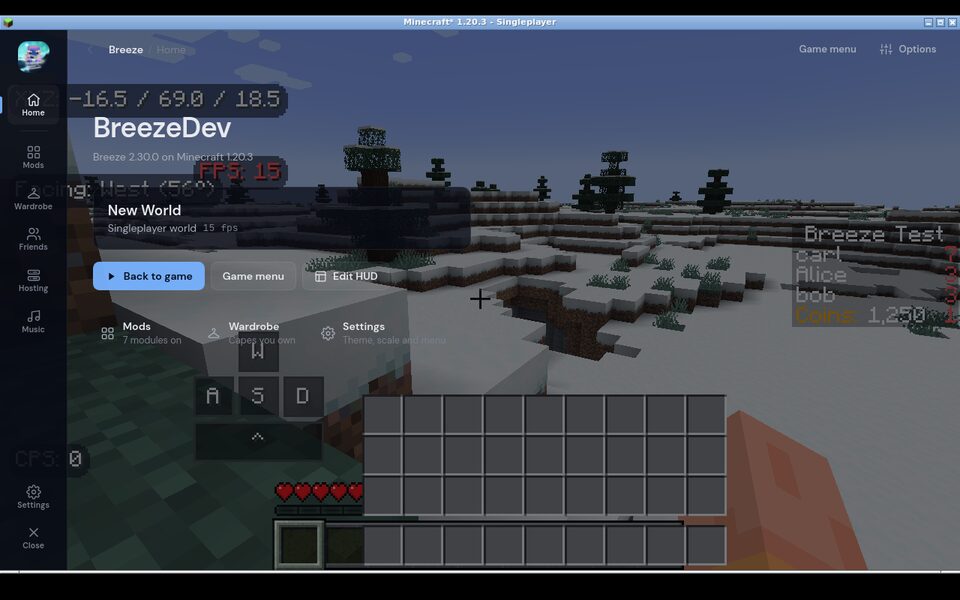 Minecraft* 1.20.3 - Singleplayer
Breeze / Home
Game menu
Options
Home
-16.5 / 69.0 / 18.5
BreezeDev
Breeze 2.30.0 on Minecraft 1.20.3
FPS: 15
Mods
Facing: West (56°)
Wardrobe
New World
Singleplayer world 15 fps
Friends
Breeze Test
carl
Alice
bob
Coins: 1,250
Hosting
Back to game
Game menu
Edit HUD
Music
Mods
7 modules on
Wardrobe
Capes you own
Settings
Theme, scale and menu
W
A S D
^
CPS: 0
Settings
Close